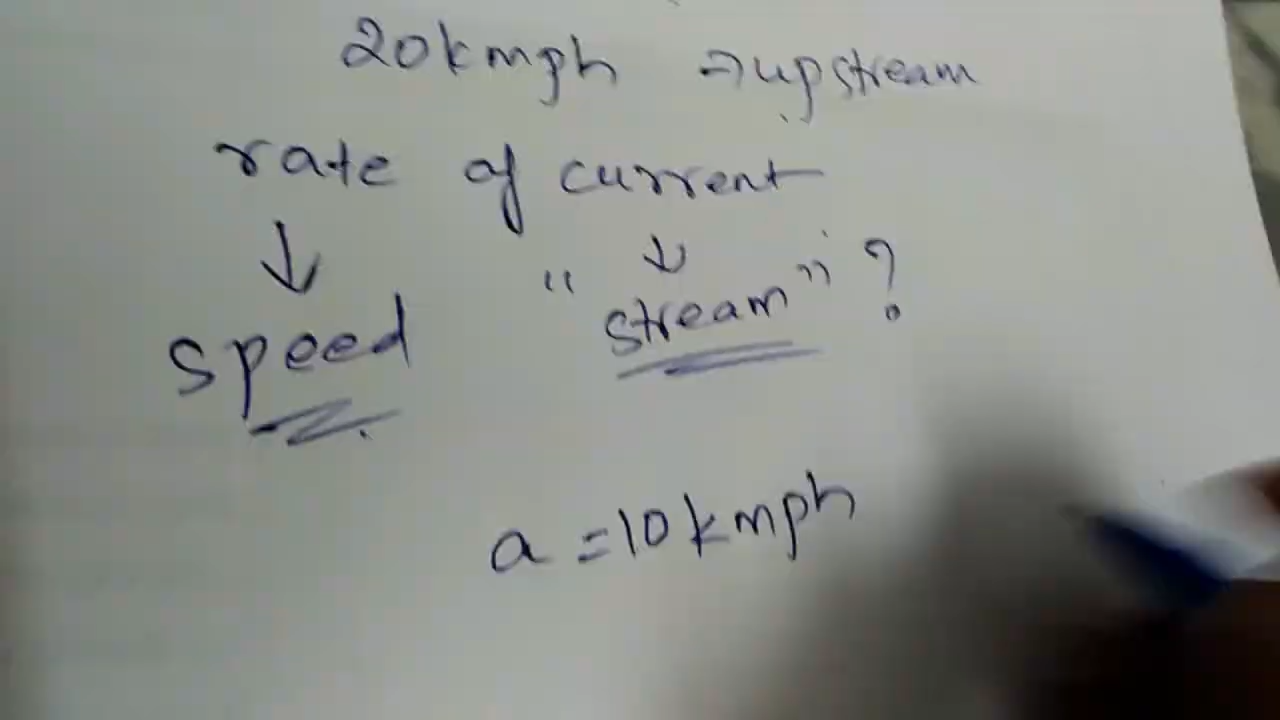 20kmph ⇒upstream
rate of current
↓ ↓
speed "stream"?
a = 10kmph